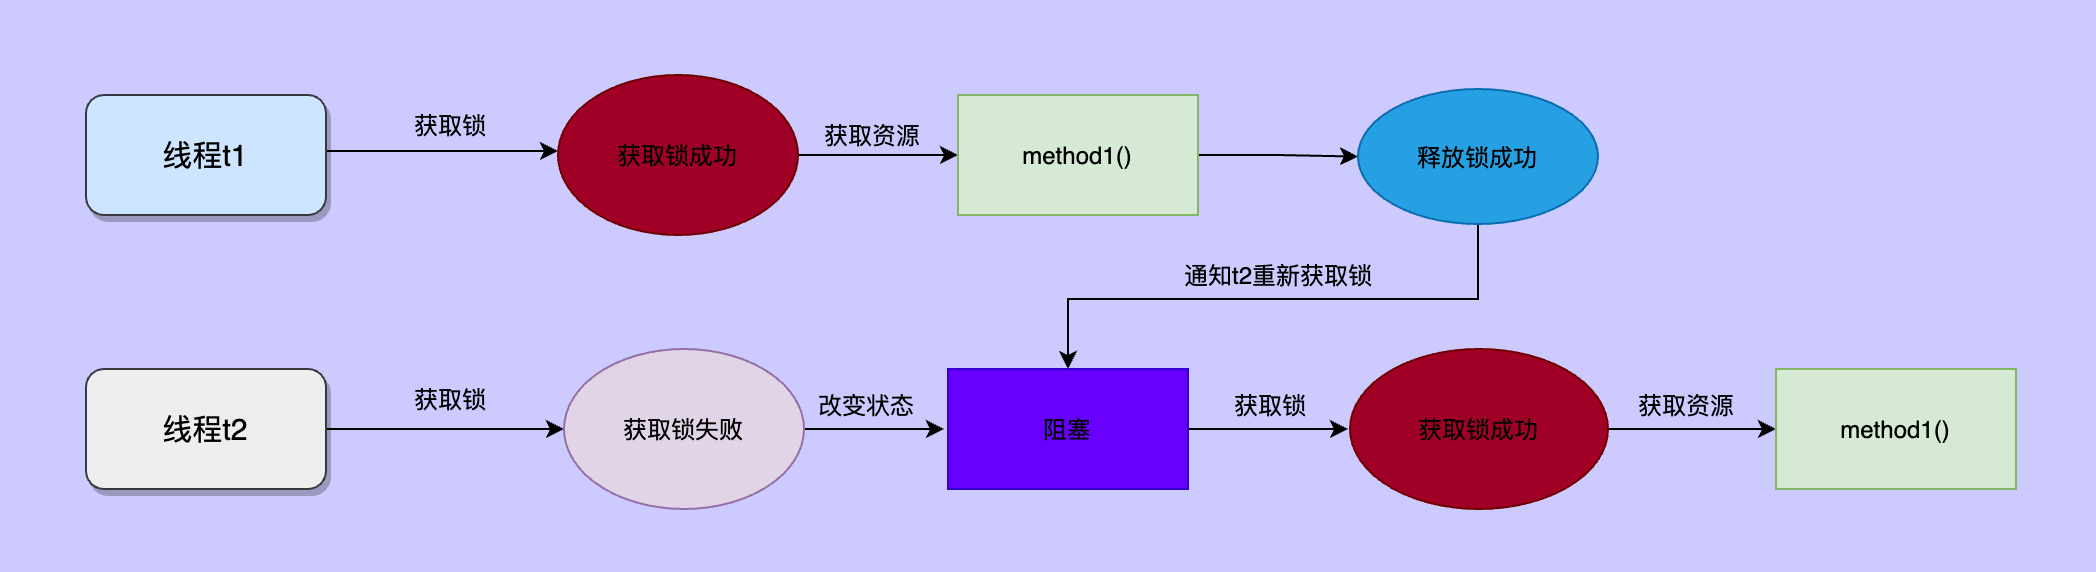 线程t1
获取锁
获取锁成功
获取资源
method1()
释放锁成功
通知t2重新获取锁
线程t2
获取锁
获取锁失败
改变状态
阻塞
获取锁
获取锁成功
获取资源
method1()